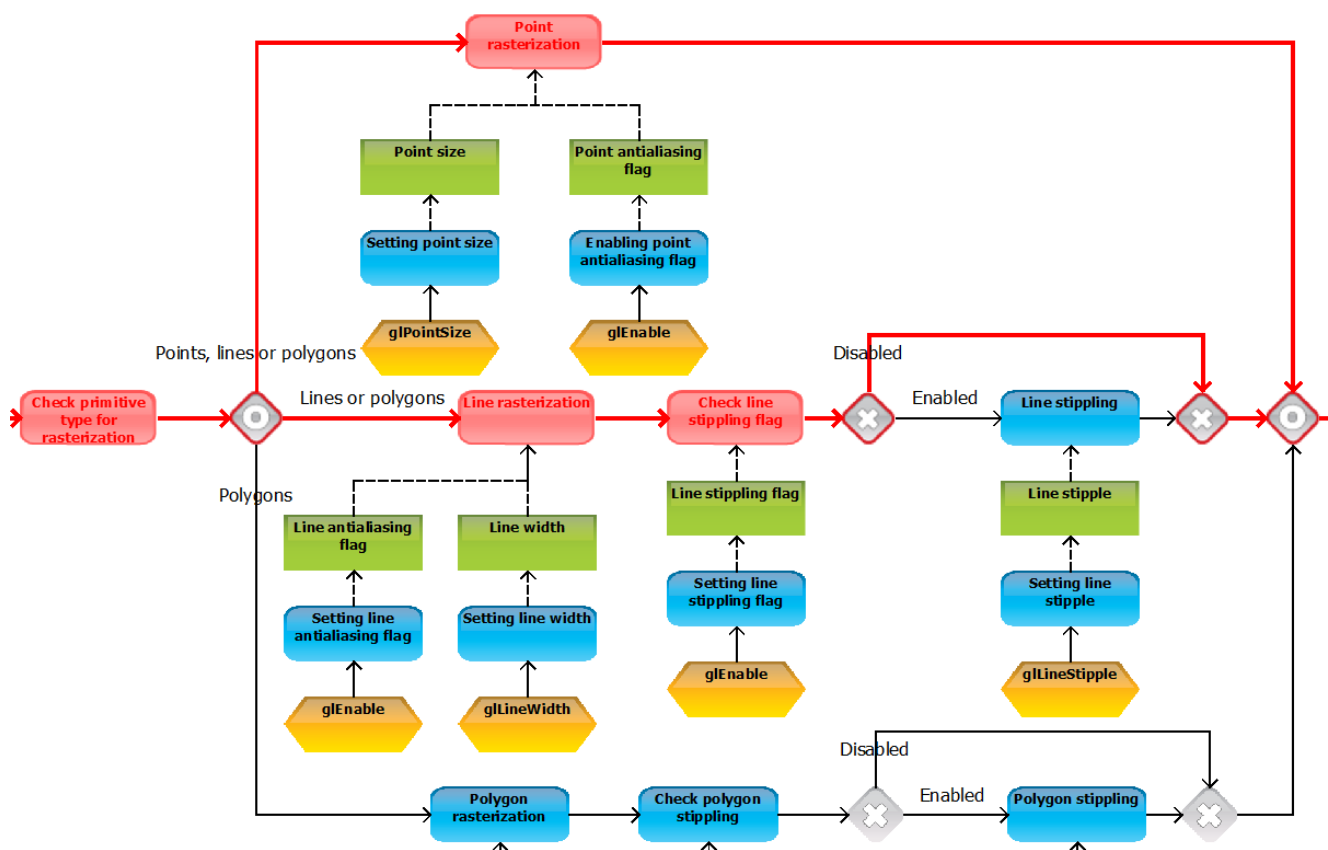 Point
rasterization
Point size
Point antialiasing
flag
Setting point size
Enabling point
antialiasing flag
glPointSize
glEnable
Points, lines or polygons
Disabled
Check primitive
type for
rasterization
Lines or polygons
Line rasterization
Check line
stippling flag
Enabled
Line stippling
Polygons
Line antialiasing
flag
Line width
Line stippling flag
Line stipple
Setting line
antialiasing flag
Setting line width
Setting line
stippling flag
Setting line
stipple
glEnable
glLineWidth
glEnable
glLineStipple
Disabled
Polygon
rasterization
Check polygon
stippling
Enabled
Polygon stippling